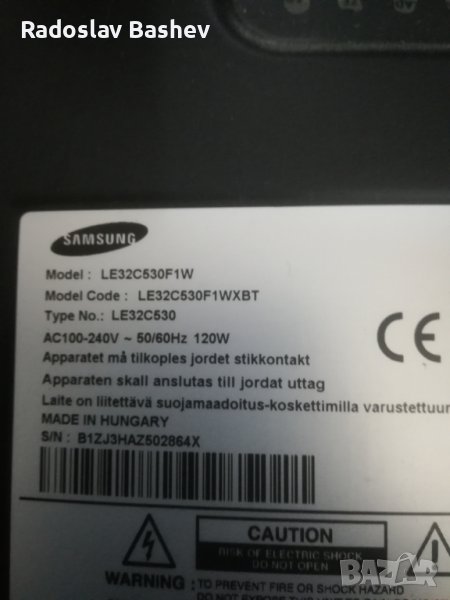 Radoslav Bashev
SAMSUNG
Model : LE32C530F1W
Model Code : LE32C530F1WXBT
Type No.: LE32C530
AC100-240V ~ 50/60Hz 120W
Apparatet må tilkoples jordet stikkontakt
Apparaten skall anslutas till jordat uttag
Laite on liitettävä suojamaadoitus-koskettimilla varustettuun
MADE IN HUNGARY
S/N : B1ZJ3HAZ502864X
CE
CAUTION
RISK OF ELECTRIC SHOCK
DO NOT OPEN
WARNING : TO PREVENT FIRE OR SHOCK HAZARD
BAZAR